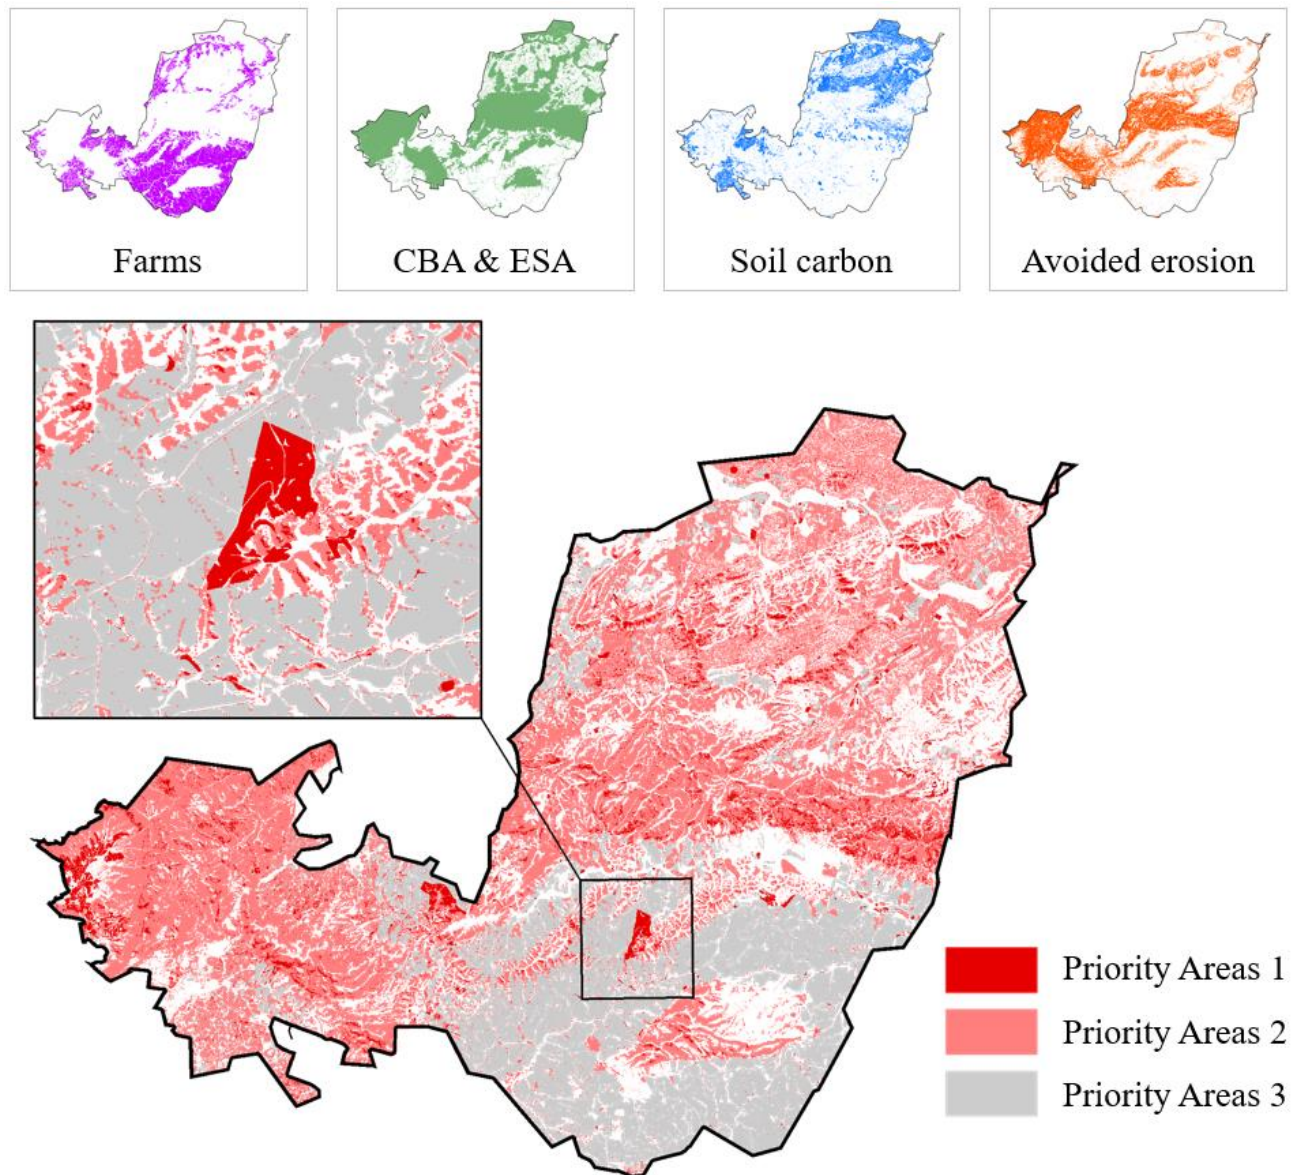 Farms
CBA & ESA
Soil carbon
Avoided erosion
Priority Areas 1
Priority Areas 2
Priority Areas 3